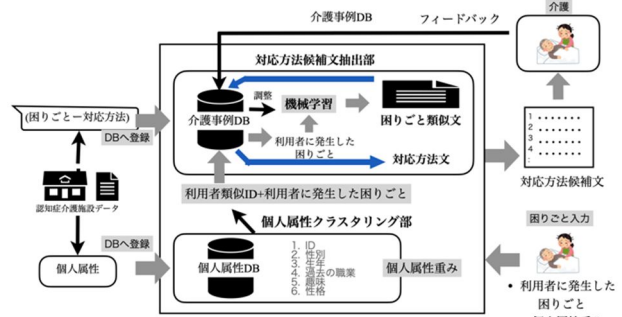 介護事例DB
フィードバック
介護
対応方法候補文抽出部
調整
機械学習
困りごと類似文
介護事例DB
利用者に発生した
困りごと
対応方法文
(困りごとー対応方法)
DBへ登録
認知症介護施設データ
DBへ登録
個人属性
利用者類似ID+利用者に発生した困りごと
個人属性クラスタリング部
個人属性DB
1. ID
2. 性別
3. 生年
4. 過去の職業
5. 趣味
6. 性格
個人属性重み
1
2
3
4
:
対応方法候補文
困りごと入力
• 利用者に発生した
困りごと